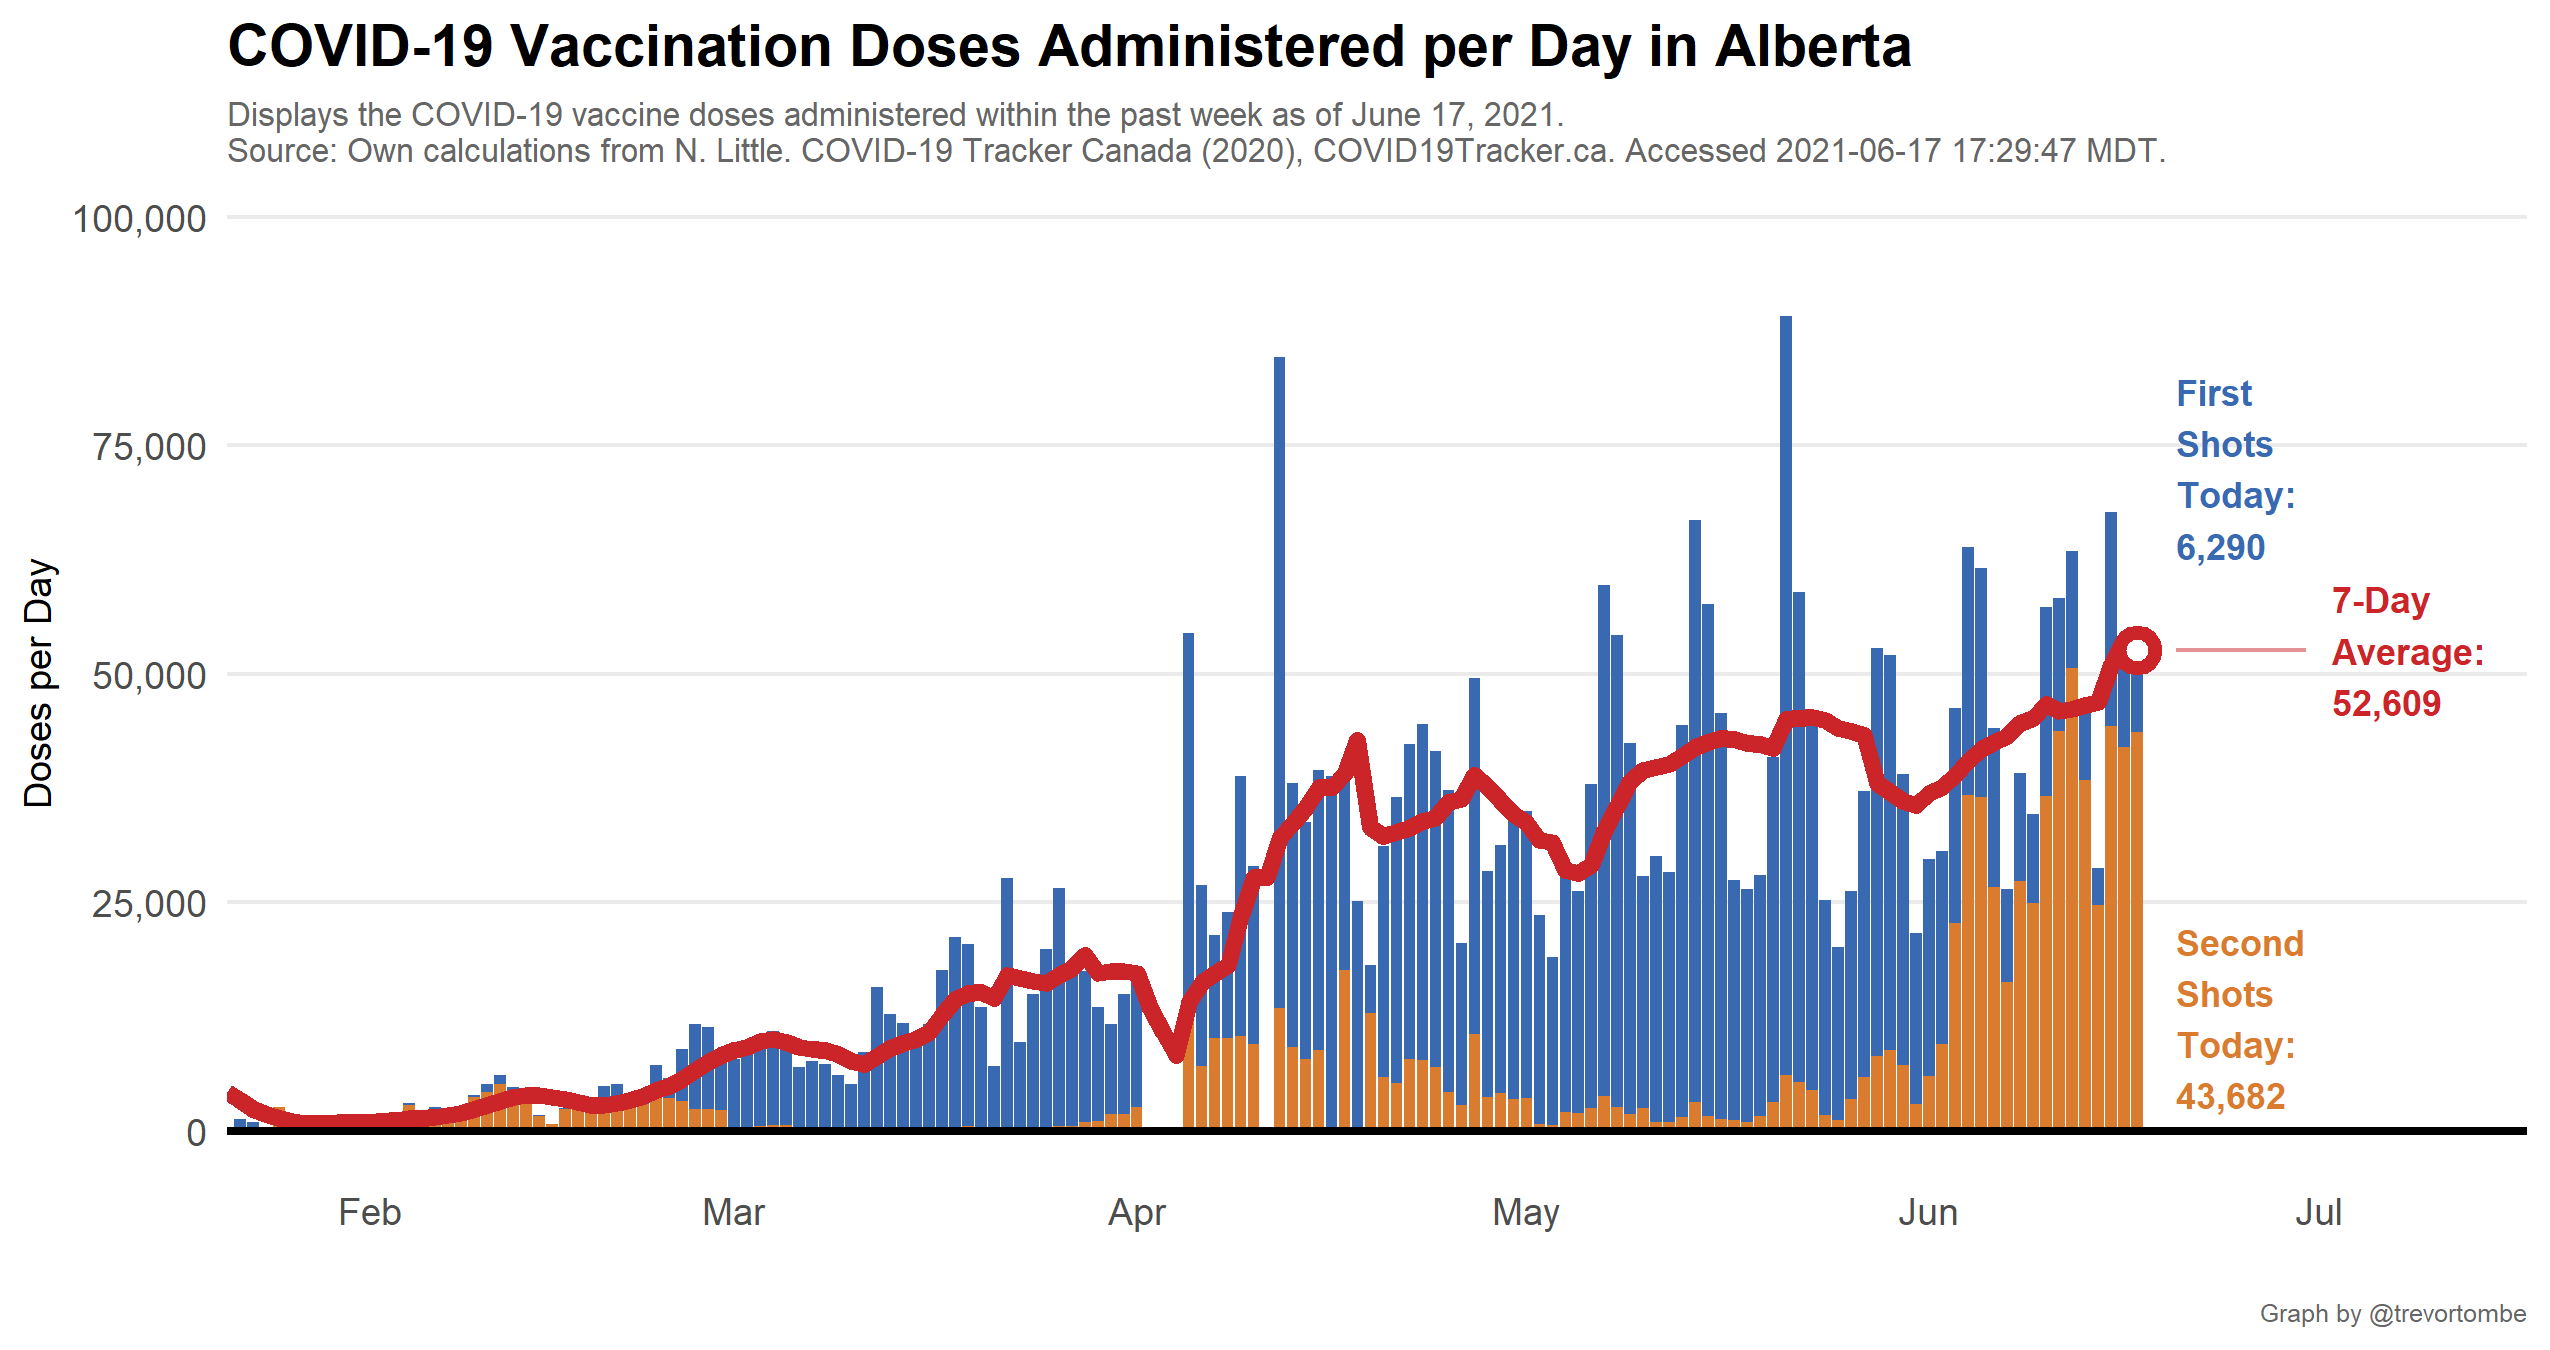 COVID-19 Vaccination Doses Administered per Day in Alberta
Displays the COVID-19 vaccine doses administered within the past week as of June 17, 2021.
Source: Own calculations from N. Little. COVID-19 Tracker Canada (2020), COVID19Tracker.ca. Accessed 2021-06-17 17:29:47 MDT.
Doses per Day
100,000
75,000
50,000
25,000
0
First
Shots
Today:
6,290
7-Day
Average:
52,609
Second
Shots
Today:
43,682
Feb
Mar
Apr
May
Jun
Jul
Graph by @trevortombe